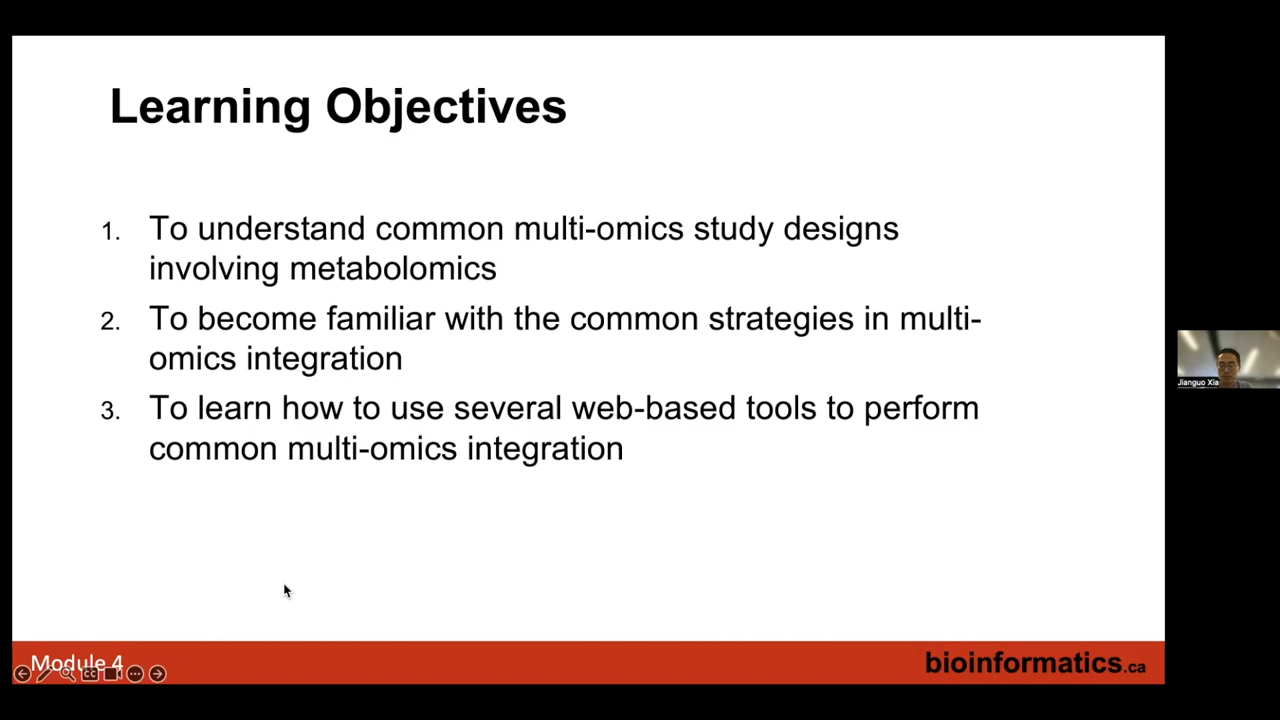 Learning Objectives
1. To understand common multi-omics study designs
involving metabolomics
2. To become familiar with the common strategies in multi-
omics integration
3. To learn how to use several web-based tools to perform
common multi-omics integration
Jianguo Xia
Module 4
CC
bioinformatics.ca